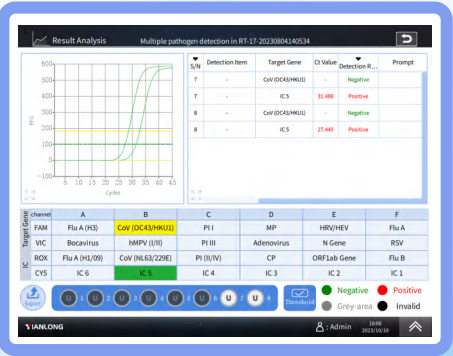 Result Analysis
Multiple pathogen detection in RT-17-20230804140534
S/N Detection Item Target Gene Ct Value Detection R... Prompt
7 - CoV (OC43/HKU1) - Negative
7 - IC 5 31.488 Positive
8 - CoV (OC43/HKU1) - Negative
8 - IC 5 27.445 Positive
RFU
600
500
400
300
200
100
0
-100
5 10 15 20 25 30 35 40 45
Cycles
Target Gene
IC
channel A B C D E F
FAM Flu A (H3) CoV (OC43/HKU1) PI I MP HRV/HEV Flu A
VIC Bocavirus hMPV (I/II) PI III Adenovirus N Gene RSV
ROX Flu A (H1/09) CoV (NL63/229E) PI (II/IV) CP ORF1ab Gene Flu B
CY5 IC 6 IC 5 IC 4 IC 3 IC 2 IC 1
Export
U 1 U 2 U 3 U 4 U 5 U 6 U 7 U 8
Threshold
Negative Positive
Grey-area Invalid
TIANLONG
: Admin
2023/10/10